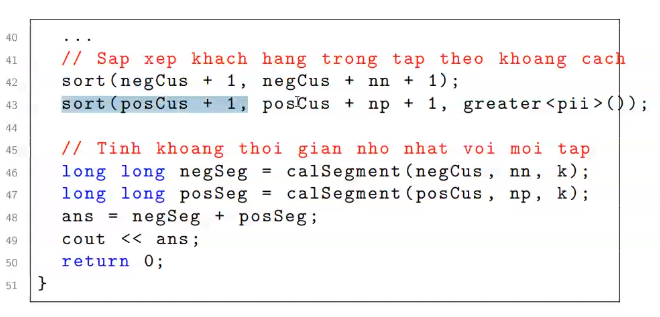 40 ...
41 // Sap xep khach hang trong tap theo khoang cach
42 sort(negCus + 1, negCus + nn + 1);
43 sort(posCus + 1, posCus + np + 1, greater<pii>());
44
45 // Tinh khoang thoi gian nho nhat voi moi tap
46 long long negSeg = calSegment(negCus, nn, k);
47 long long posSeg = calSegment(posCus, np, k);
48 ans = negSeg + posSeg;
49 cout << ans;
50 return 0;
51 }